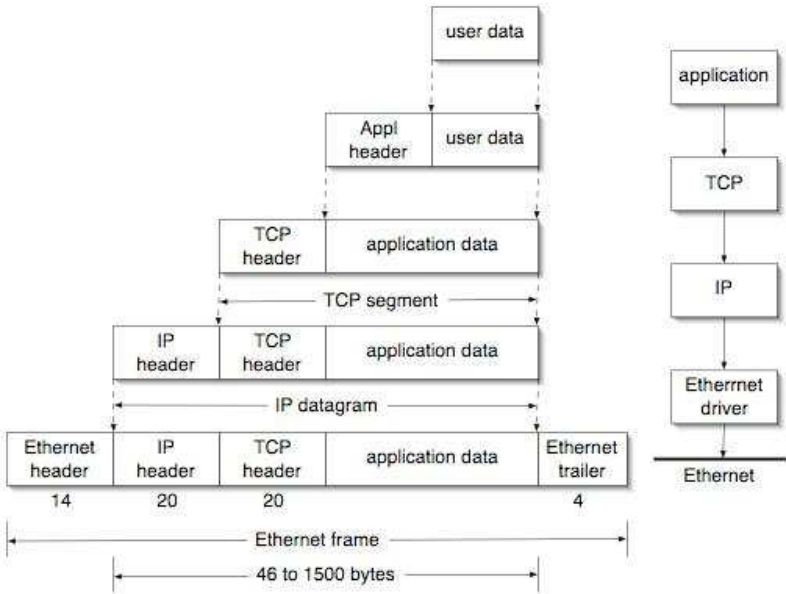 user data
application
Appl
header
user data
TCP
TCP
header
application data
TCP segment
IP
IP
header
TCP
header
application data
IP datagram
Etherrnet
driver
Ethernet
header
IP
header
TCP
header
application data
Ethernet
trailer
Ethernet
14
20
20
4
Ethernet frame
46 to 1500 bytes